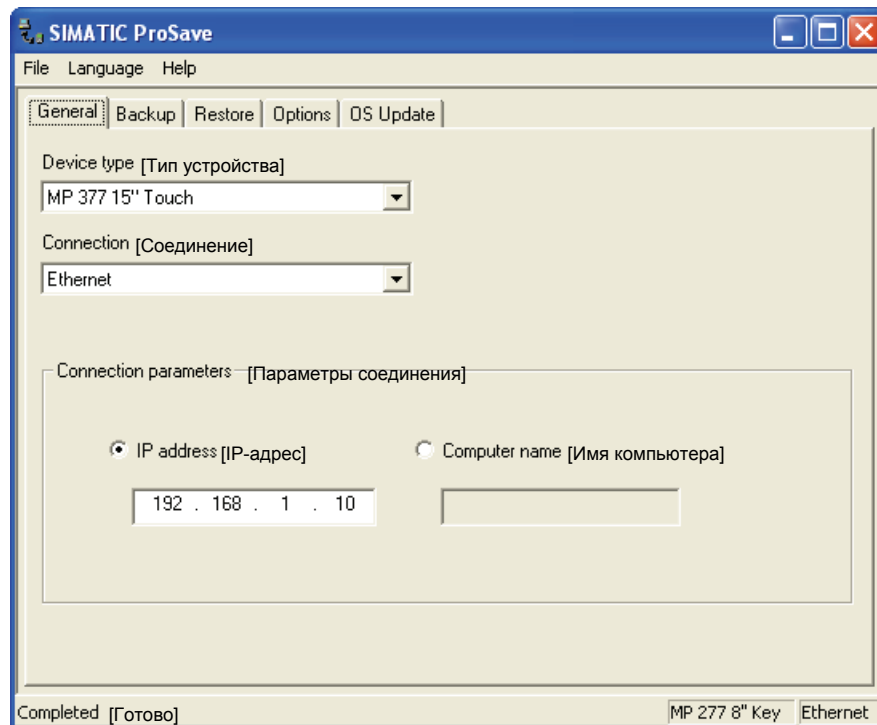 SIMATIC ProSave
File Language Help
General Backup Restore Options OS Update
Device type [Тип устройства]
MP 377 15" Touch
Connection [Соединение]
Ethernet
Connection parameters [Параметры соединения]
IP address [IP-адрес] Computer name [Имя компьютера]
192 . 168 . 1 . 10
Completed [Готово] MP 277 8" Key Ethernet